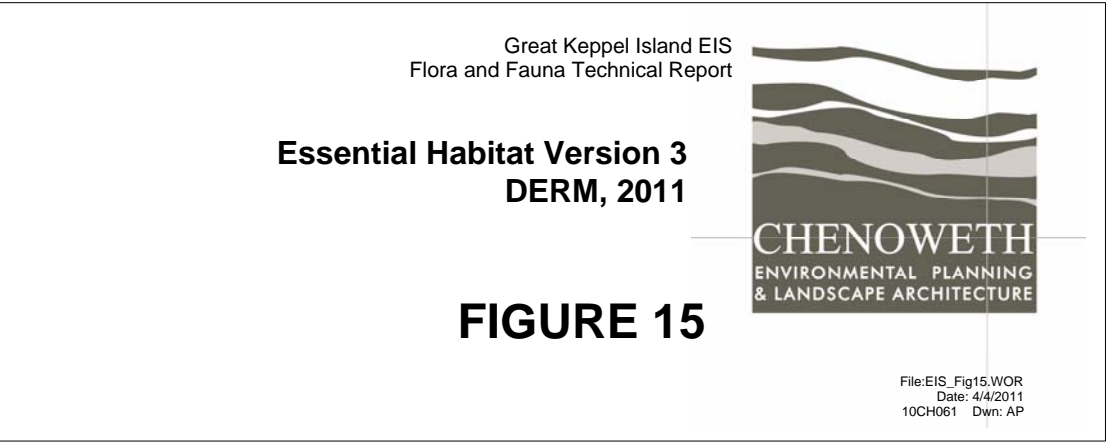 Great Keppel Island EIS
Flora and Fauna Technical Report
Essential Habitat Version 3
DERM, 2011
CHENOWETH
ENVIRONMENTAL PLANNING
& LANDSCAPE ARCHITECTURE
FIGURE 15
File:EIS_Fig15.WOR
Date: 4/4/2011
10CH061 Dwn: AP